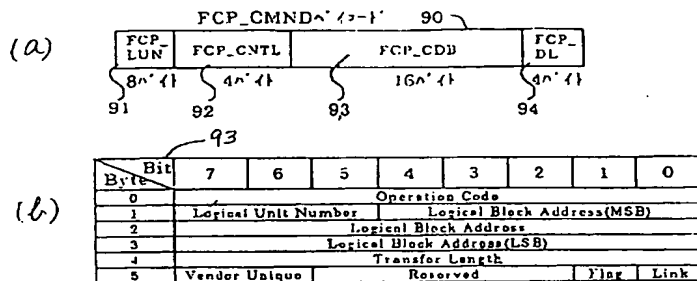 FCP_CMNDペイロード 90
(a)
FCP_LUN FCP_CNTL FCP_CDB FCP_DL
8バイト 4バイト 16バイト 4バイト
91 92 93 94
93
Byte Bit 7 6 5 4 3 2 1 0
(b)
0 Operation Code
1 Logical Unit Number Logical Block Address(MSB)
2 Logical Block Address
3 Logical Block Address(LSB)
4 Transfer Length
5 Vendor Unique Reserved Flag Link